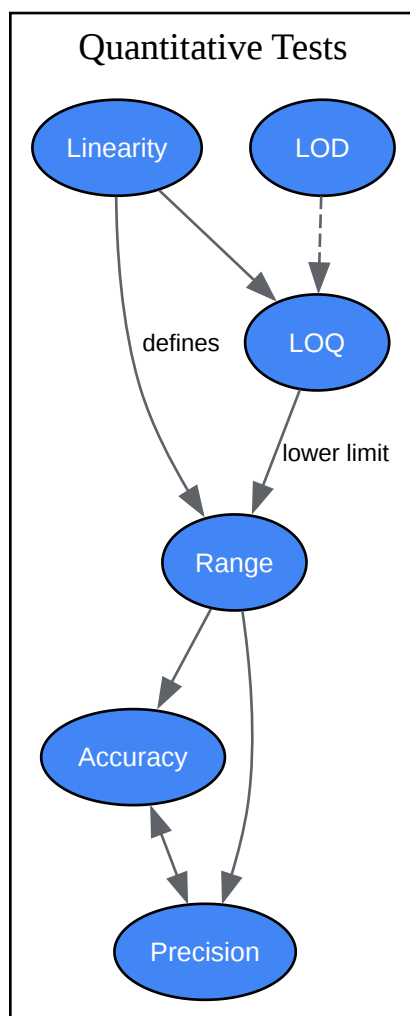 Quantitative Tests
Linearity
LOD
defines
LOQ
lower limit
Range
Accuracy
Precision